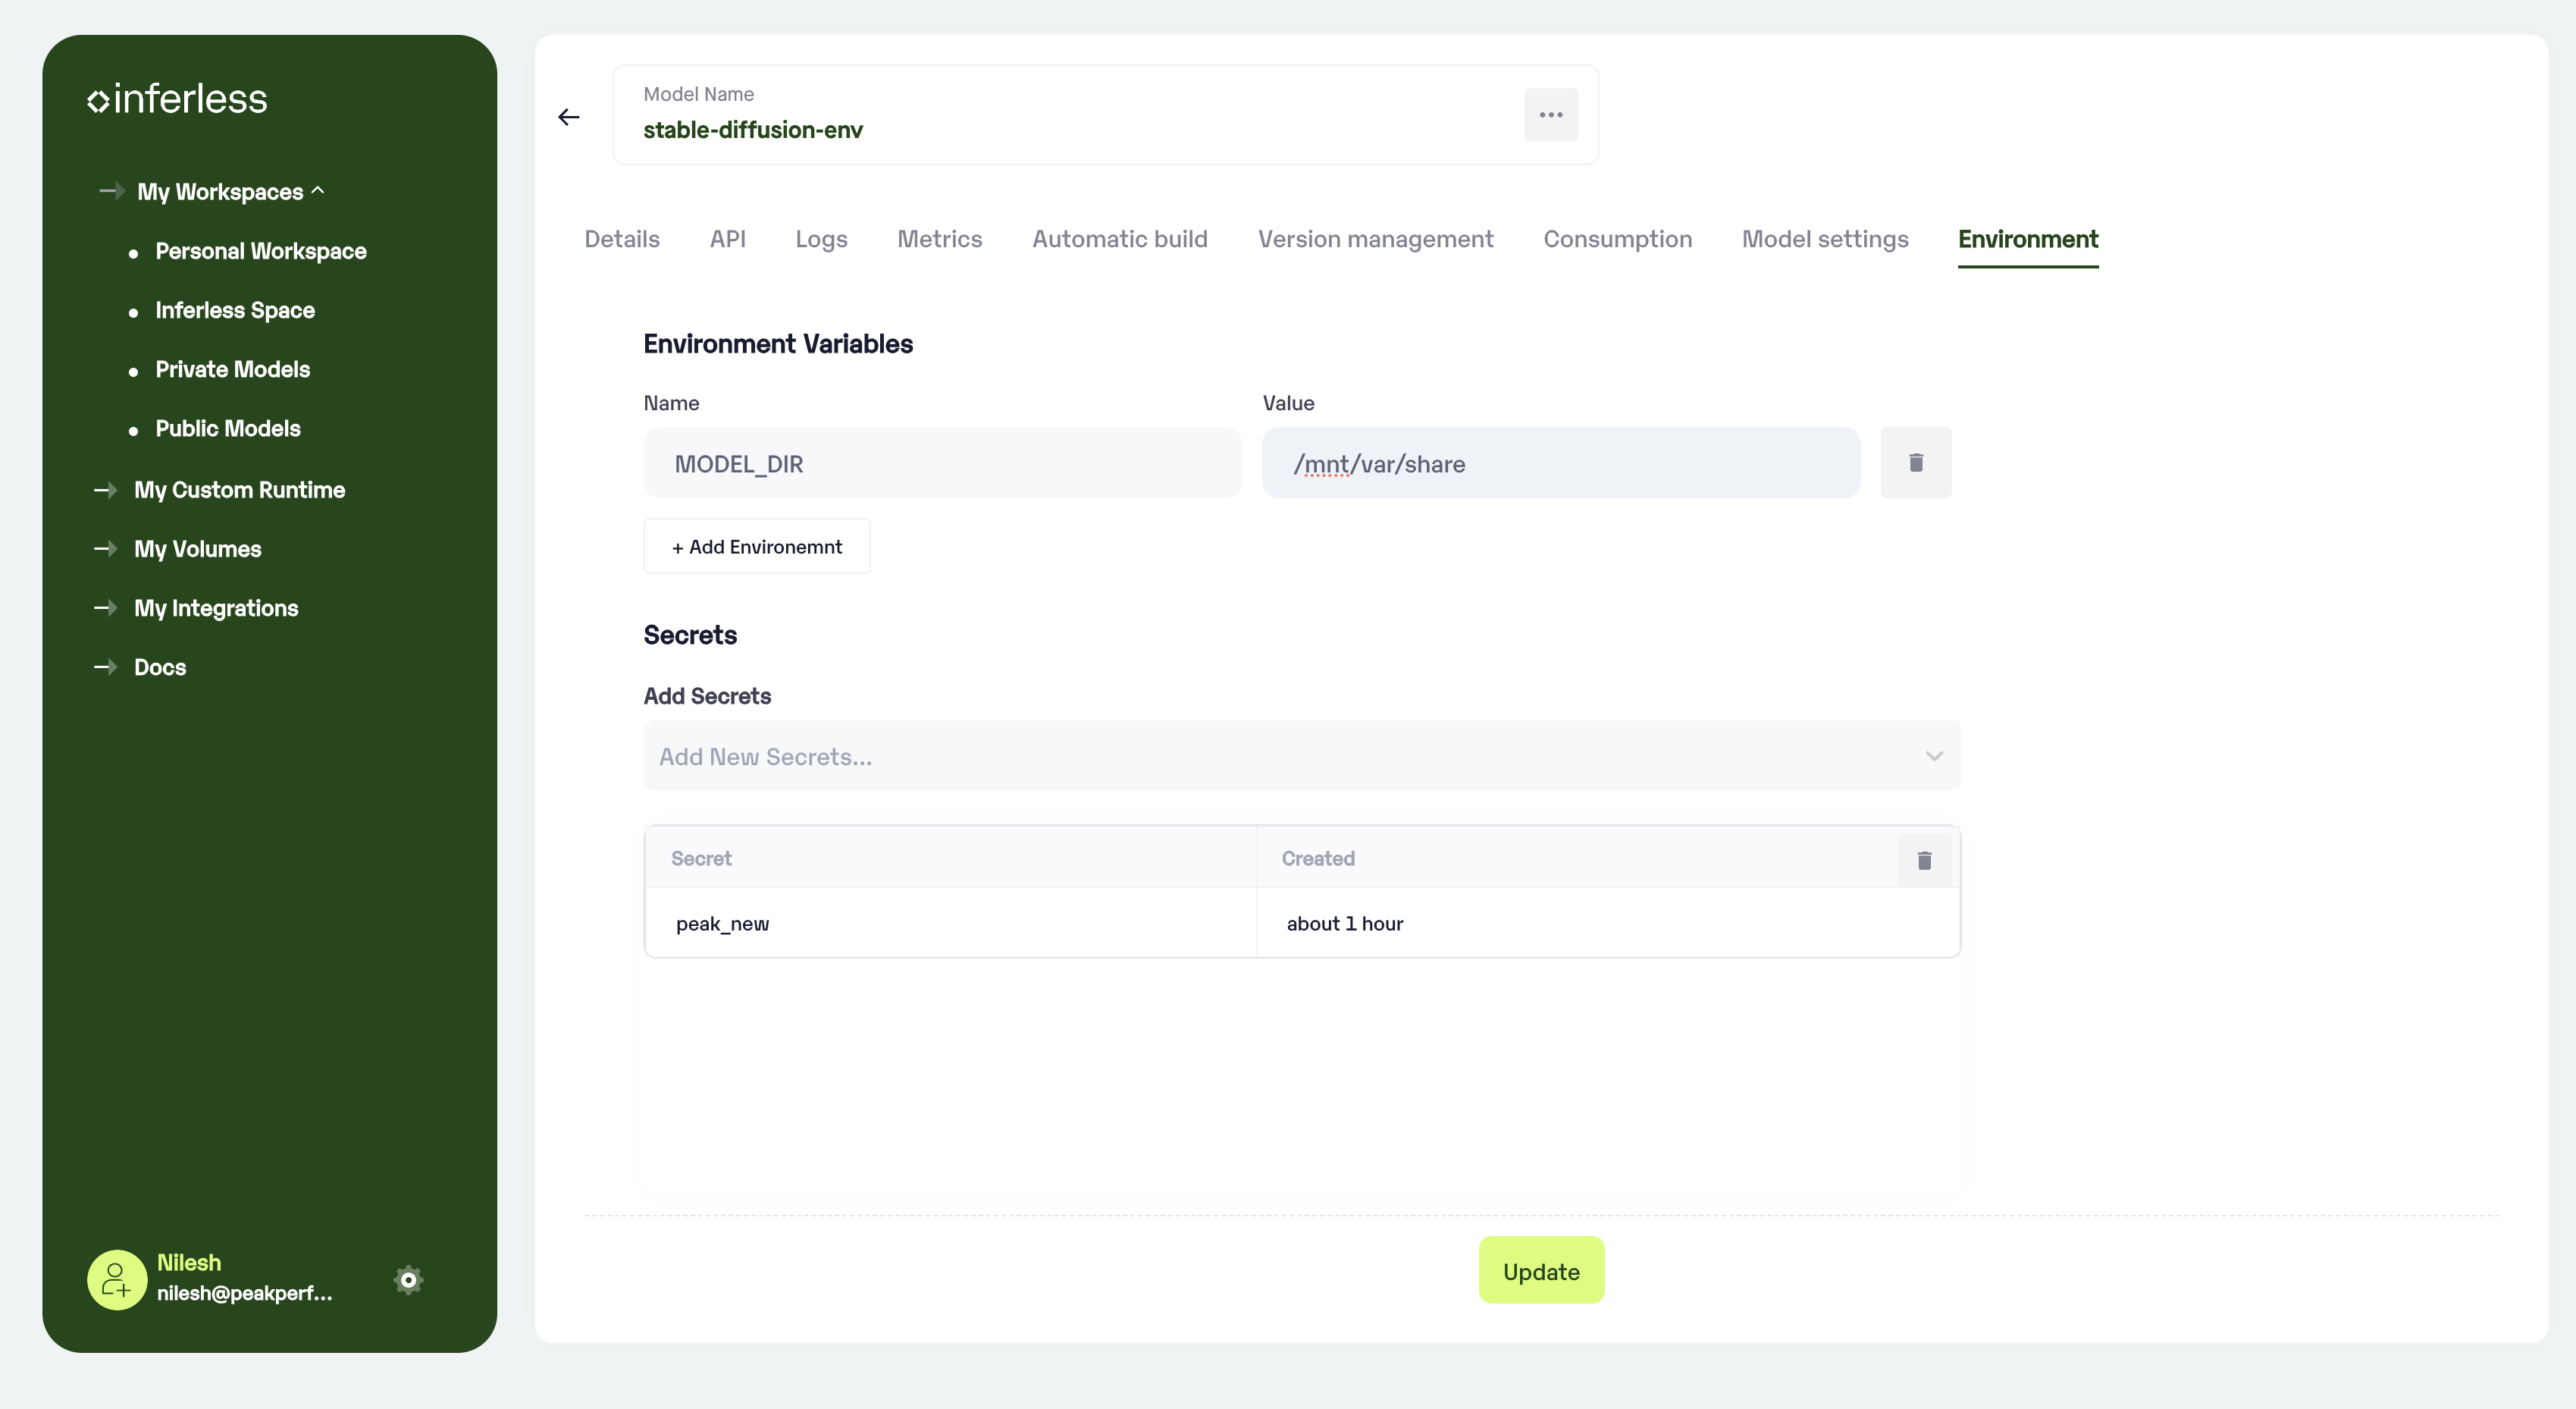 inferless
My Workspaces
Personal Workspace
Inferless Space
Private Models
Public Models
My Custom Runtime
My Volumes
My Integrations
Docs
Nilesh
nilesh@peakperf...
Model Name
stable-diffusion-env
Details API Logs Metrics Automatic build Version management Consumption Model settings Environment
Environment Variables
Name Value
MODEL_DIR /mnt/var/share
+ Add Environemnt
Secrets
Add Secrets
Add New Secrets...
Secret Created
peak_new about 1 hour
Update